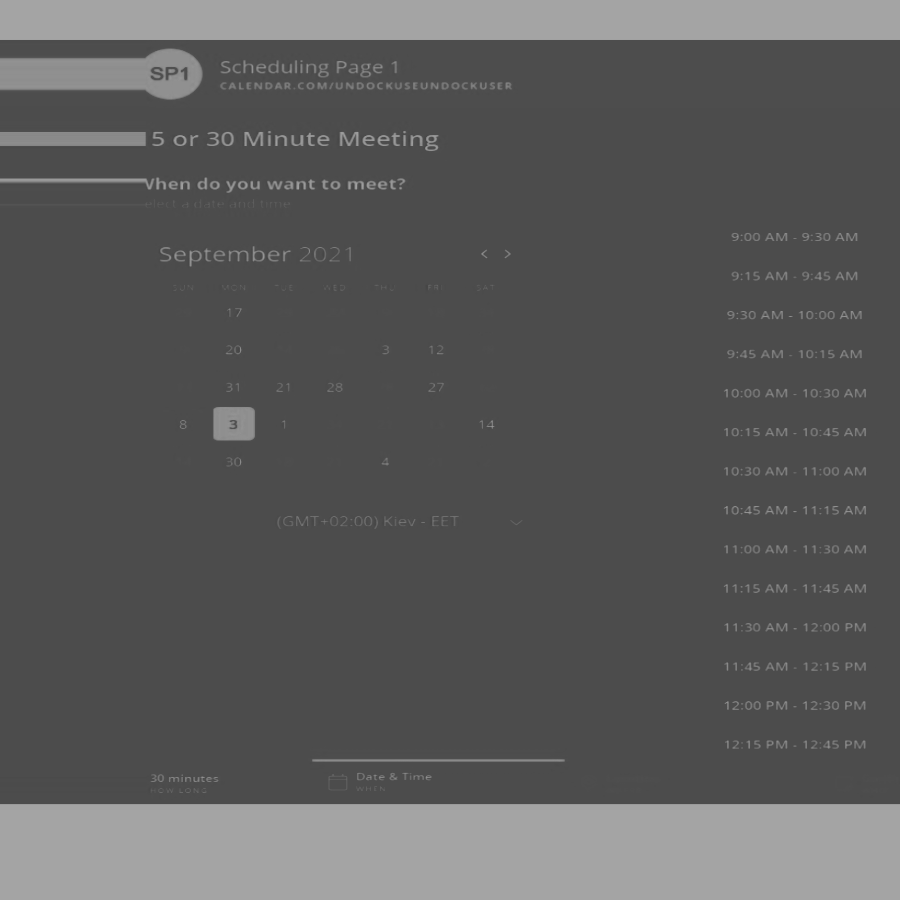 SP1
Scheduling Page 1
CALENDAR.COM/UNDOCKUSEUNDOCKUSER
5 or 30 Minute Meeting
When do you want to meet?
elect a date and time
September 2021 < >
SUN MON TUE WED THU FR SAT
17
20 3 12
31 21 28 27
8 3 1 14
30 4
(GMT+02:00) Kiev - EET
9:00 AM - 9:30 AM
9:15 AM - 9:45 AM
9:30 AM - 10:00 AM
9:45 AM - 10:15 AM
10:00 AM - 10:30 AM
10:15 AM - 10:45 AM
10:30 AM - 11:00 AM
10:45 AM - 11:15 AM
11:00 AM - 11:30 AM
11:15 AM - 11:45 AM
11:30 AM - 12:00 PM
11:45 AM - 12:15 PM
12:00 PM - 12:30 PM
12:15 PM - 12:45 PM
30 minutes
HOW LONG
Date & Time
WHEN